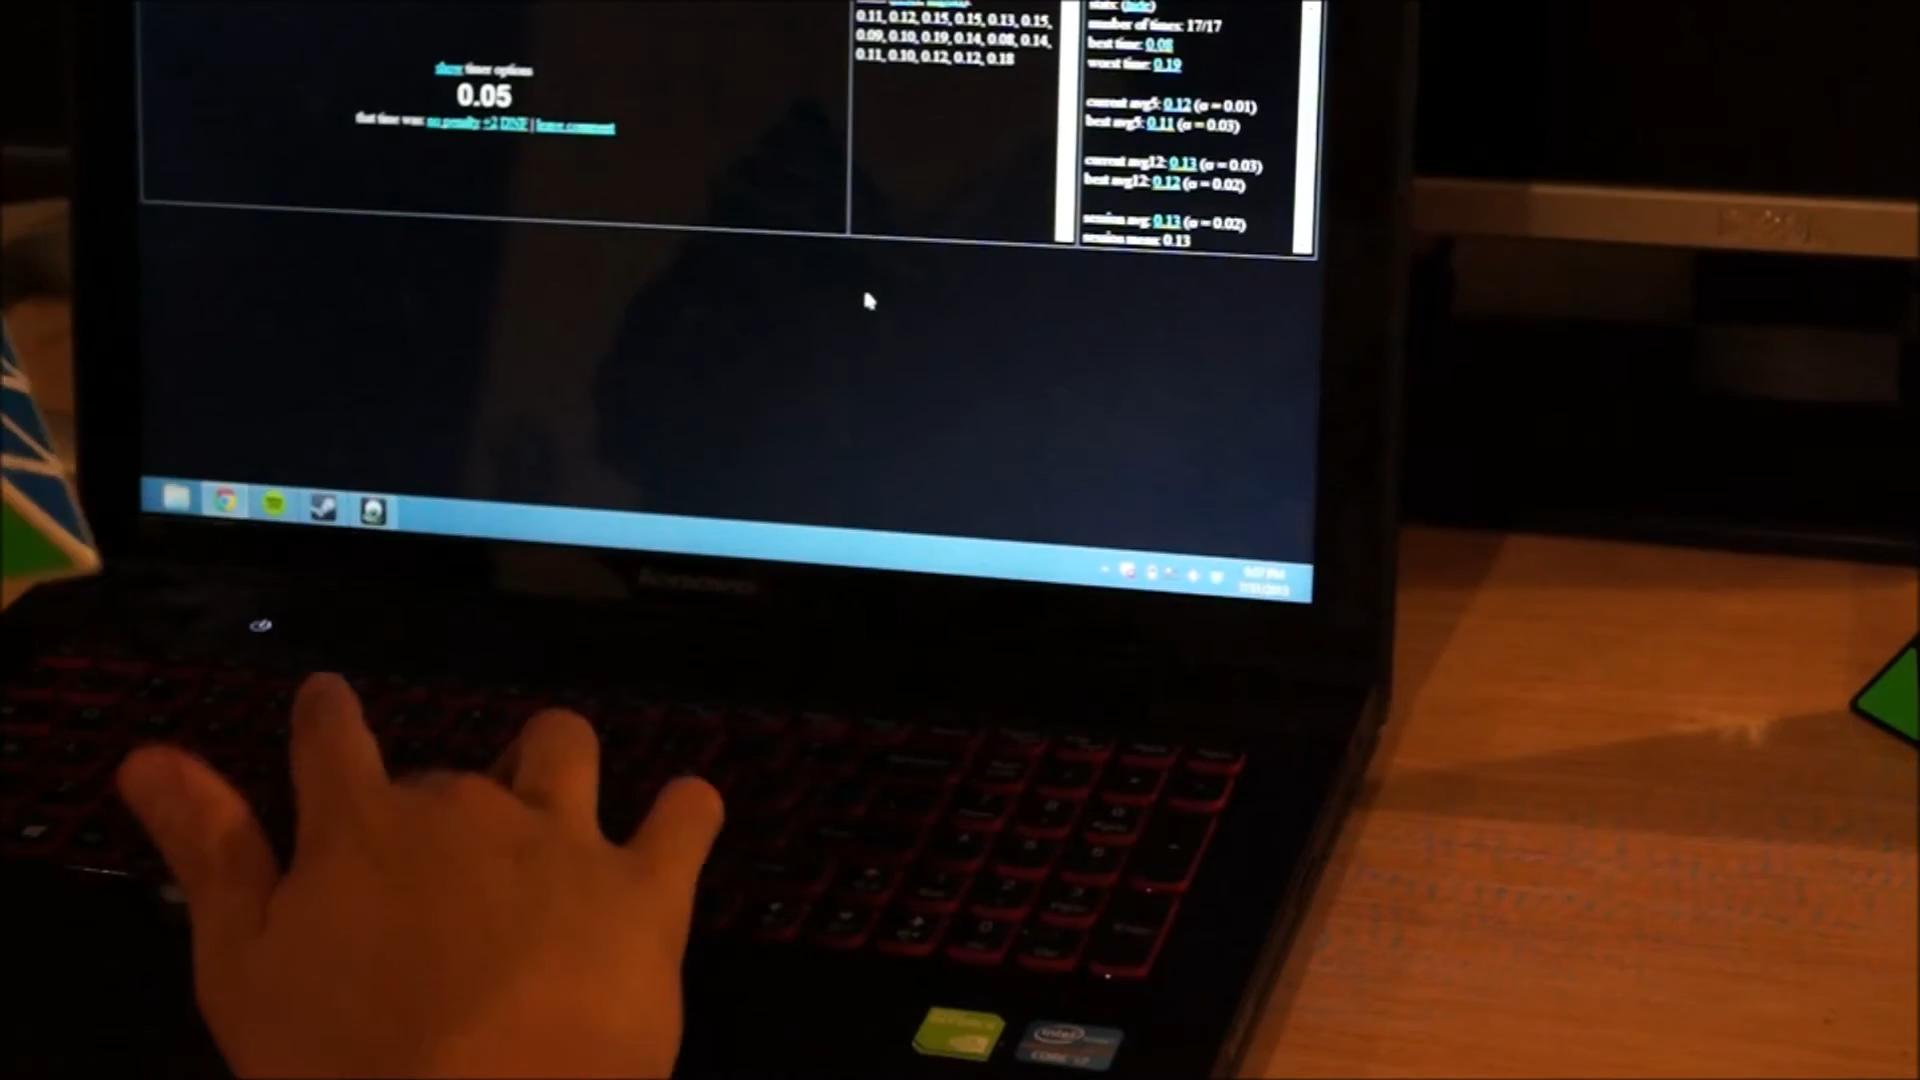 0.11, 0.12, 0.15, 0.15, 0.13, 0.15,
0.09, 0.10, 0.19, 0.14, 0.08, 0.14,
0.11, 0.10, 0.12, 0.12, 0.18
stats: (hide)
number of times: 17/17
best time: 0.08
worst time: 0.19
current avg5: 0.12 (σ = 0.01)
best avg5: 0.11 (σ = 0.03)
current avg12: 0.13 (σ = 0.03)
best avg12: 0.12 (σ = 0.02)
session avg: 0.13 (σ = 0.02)
session mean: 0.13
show timer options
0.05
that time was: no penalty +2 DNF | leave comment
lenovo
DELL
intel
CORE i7